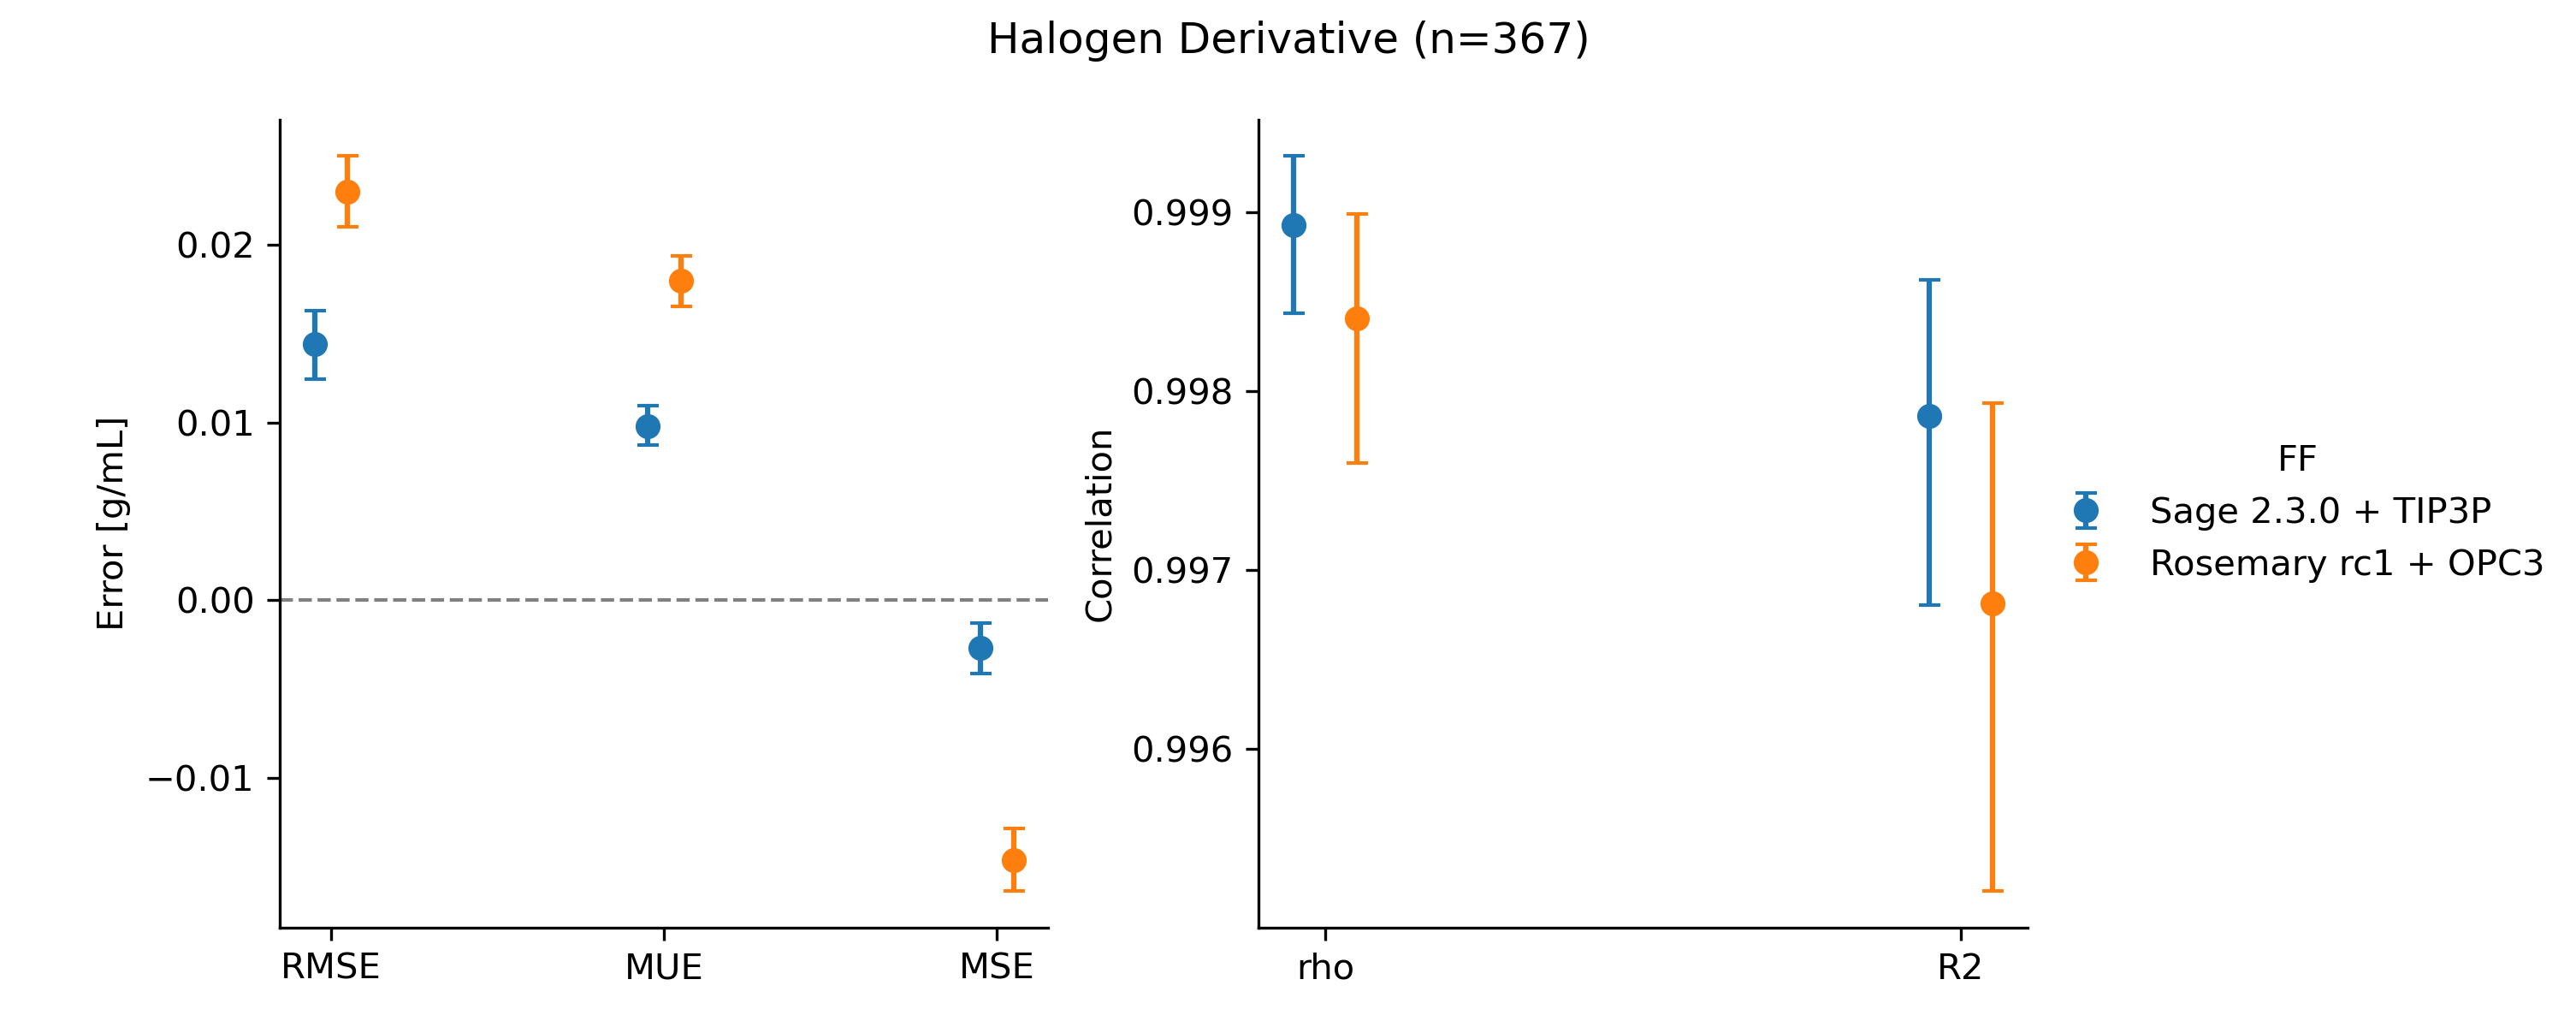 Halogen Derivative (n=367)
Error [g/mL]
0.02
0.01
0.00
−0.01
RMSE MUE MSE
Correlation
0.999
0.998
0.997
0.996
rho R2
FF
Sage 2.3.0 + TIP3P
Rosemary rc1 + OPC3